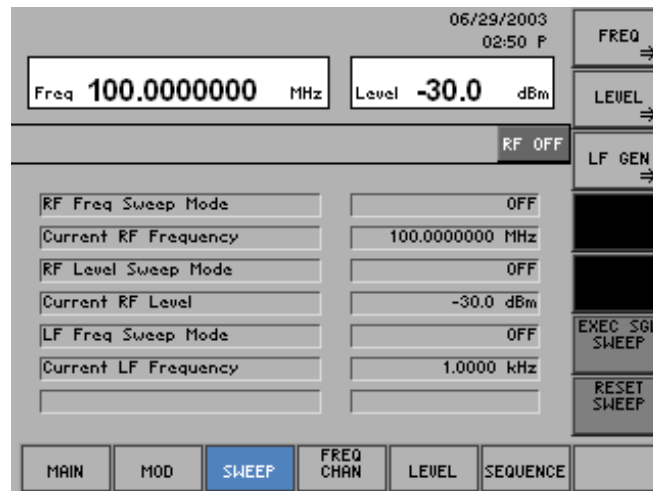 06/29/2003
02:50 P
Freq 100.0000000 MHz
Level -30.0 dBm
RF OFF
FREQ
LEVEL
LF GEN
RF Freq Sweep Mode OFF
Current RF Frequency 100.0000000 MHz
RF Level Sweep Mode OFF
Current RF Level -30.0 dBm
LF Freq Sweep Mode OFF
Current LF Frequency 1.0000 kHz
EXEC SGL
SWEEP
RESET
SWEEP
MAIN MOD SWEEP FREQ CHAN LEVEL SEQUENCE